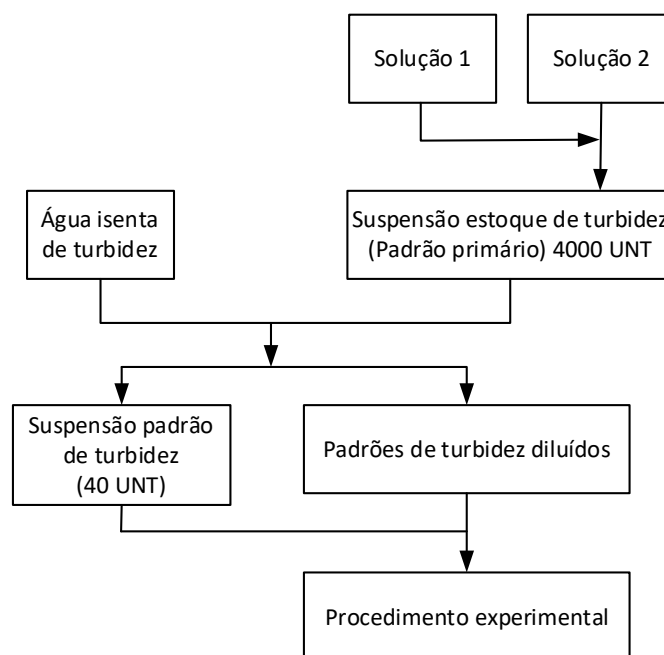 Solução 1
Solução 2
Água isenta
de turbidez
Suspensão estoque de turbidez
(Padrão primário) 4000 UNT
Suspensão padrão
de turbidez
(40 UNT)
Padrões de turbidez diluídos
Procedimento experimental